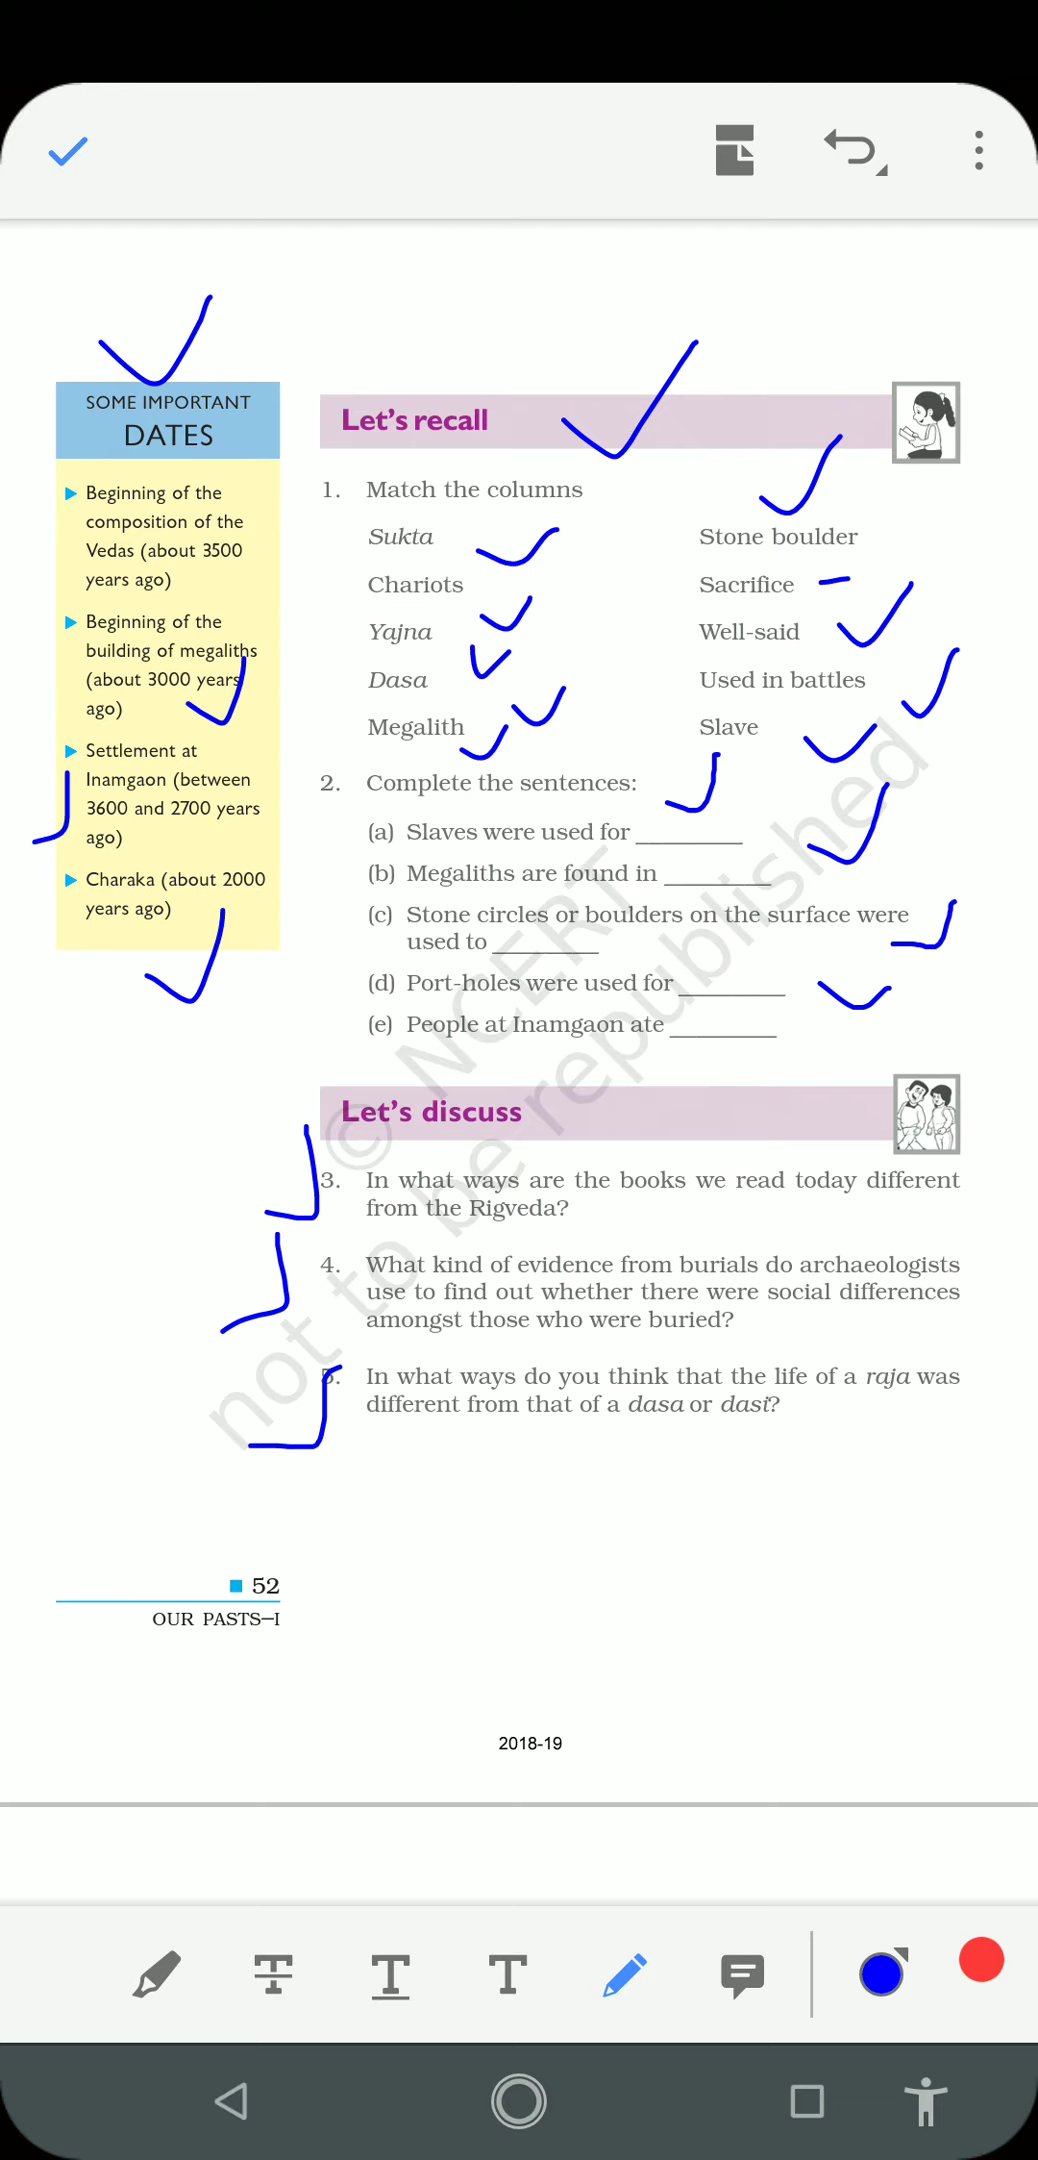 SOME IMPORTANT
DATES
Beginning of the
composition of the
Vedas (about 3500
years ago)
Beginning of the
building of megaliths
(about 3000 years
ago)
Settlement at
Inamgaon (between
3600 and 2700 years
ago)
Charaka (about 2000
years ago)
Let's recall
1. Match the columns
Sukta Stone boulder
Chariots Sacrifice
Yajna Well-said
Dasa Used in battles
Megalith Slave
2. Complete the sentences:
(a) Slaves were used for _________
(b) Megaliths are found in _________
(c) Stone circles or boulders on the surface were
used to _________
(d) Port-holes were used for _________
(e) People at Inamgaon ate _________
Let's discuss
3. In what ways are the books we read today different
from the Rigveda?
4. What kind of evidence from burials do archaeologists
use to find out whether there were social differences
amongst those who were buried?
5. In what ways do you think that the life of a raja was
different from that of a dasa or dasi?
© NCERT
not to be republished
52
OUR PASTS–I
2018-19